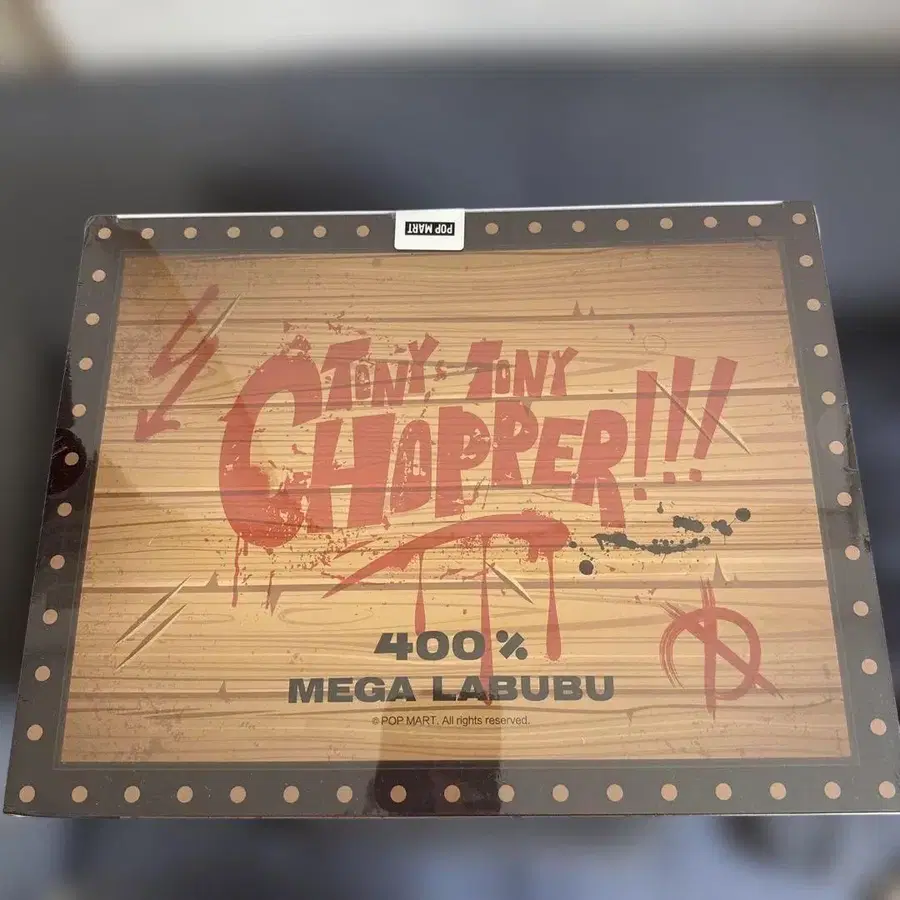 POP MART
TONY TONY
CHOPPER!!!
400%
MEGA LABUBU
© POP MART. All rights reserved.